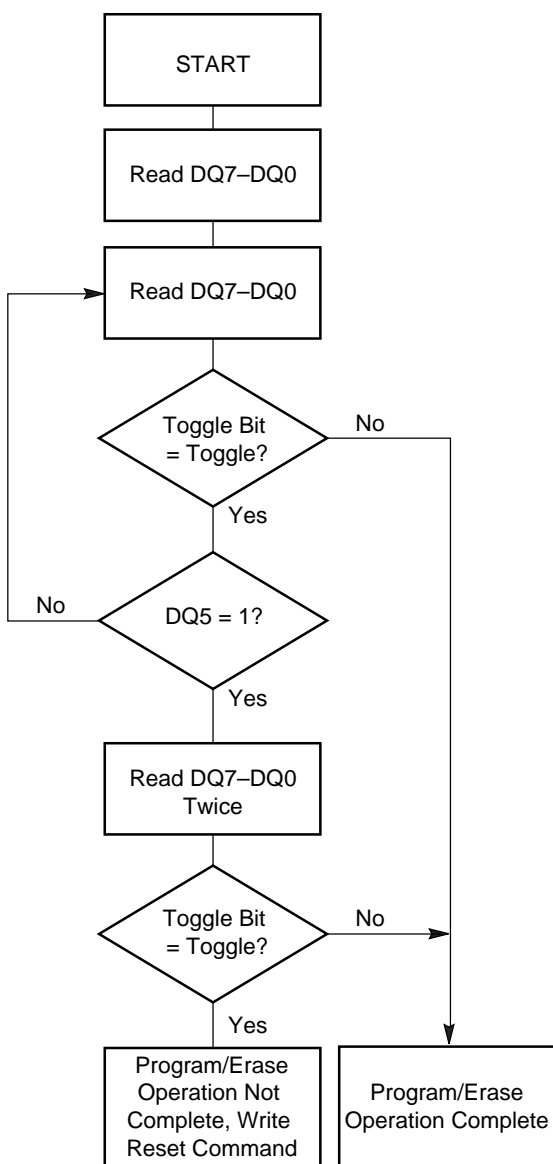 START
Read DQ7–DQ0
Read DQ7–DQ0
Toggle Bit
= Toggle?
No
Yes
No
DQ5 = 1?
Yes
Read DQ7–DQ0
Twice
Toggle Bit
= Toggle?
No
Yes
Program/Erase
Operation Not
Complete, Write
Reset Command
Program/Erase
Operation Complete